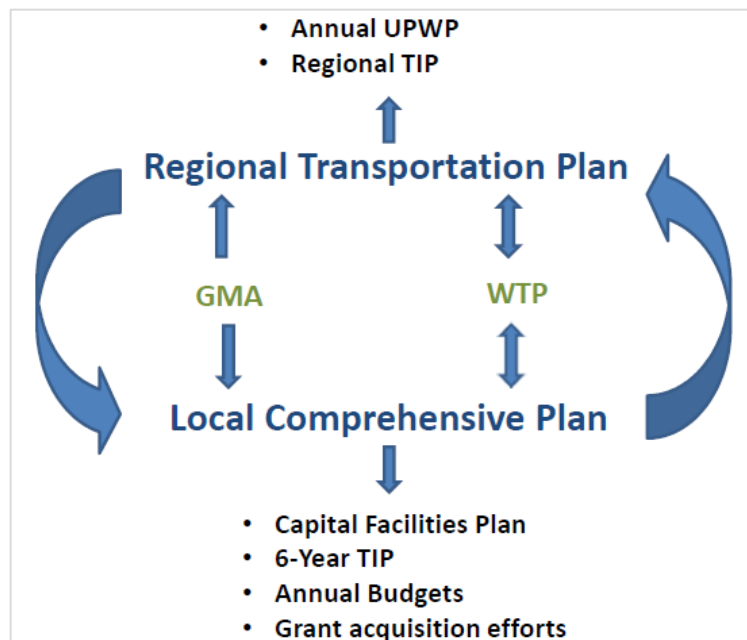 • Annual UPWP
• Regional TIP
Regional Transportation Plan
GMA
WTP
Local Comprehensive Plan
• Capital Facilities Plan
• 6-Year TIP
• Annual Budgets
• Grant acquisition efforts